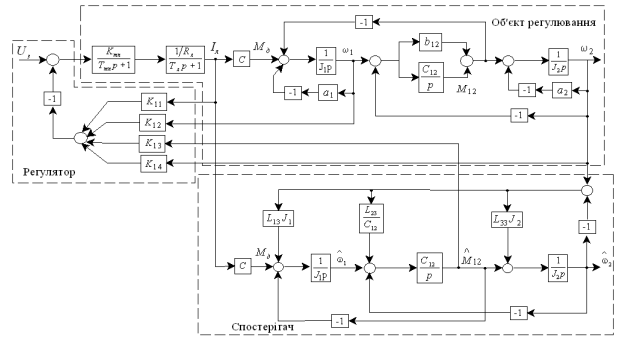 Об'єкт регулювання
U_з
K_тп / T_тп p + 1
1/R_я / T_я p + 1
I_я
C
M_∂
-1
1 / J_1 p
ω_1
b_12
C_12 / p
M_12
1 / J_2 p
ω_2
-1
a_1
-1
a_2
-1
-1
K_11
K_12
K_13
K_14
Регулятор
L_13 J_1
L_23 / C_12
L_33 J_2
-1
C
M_∂
1 / J_1 p
ω̂_1
C_12 / p
M̂_12
1 / J_2 p
ω̂_2
-1
-1
Спостерігач